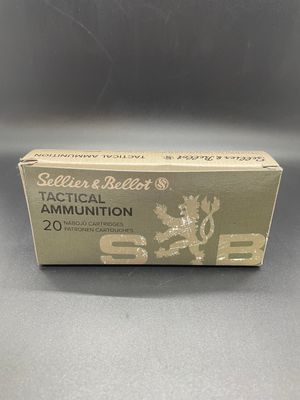 Sellier & Bellot
TACTICAL AMMUNITION
Sellier & Bellot
TACTICAL
AMMUNITION
20 NÁBOJŮ CARTRIDGES
PATRONEN CARTOUCHES
S B